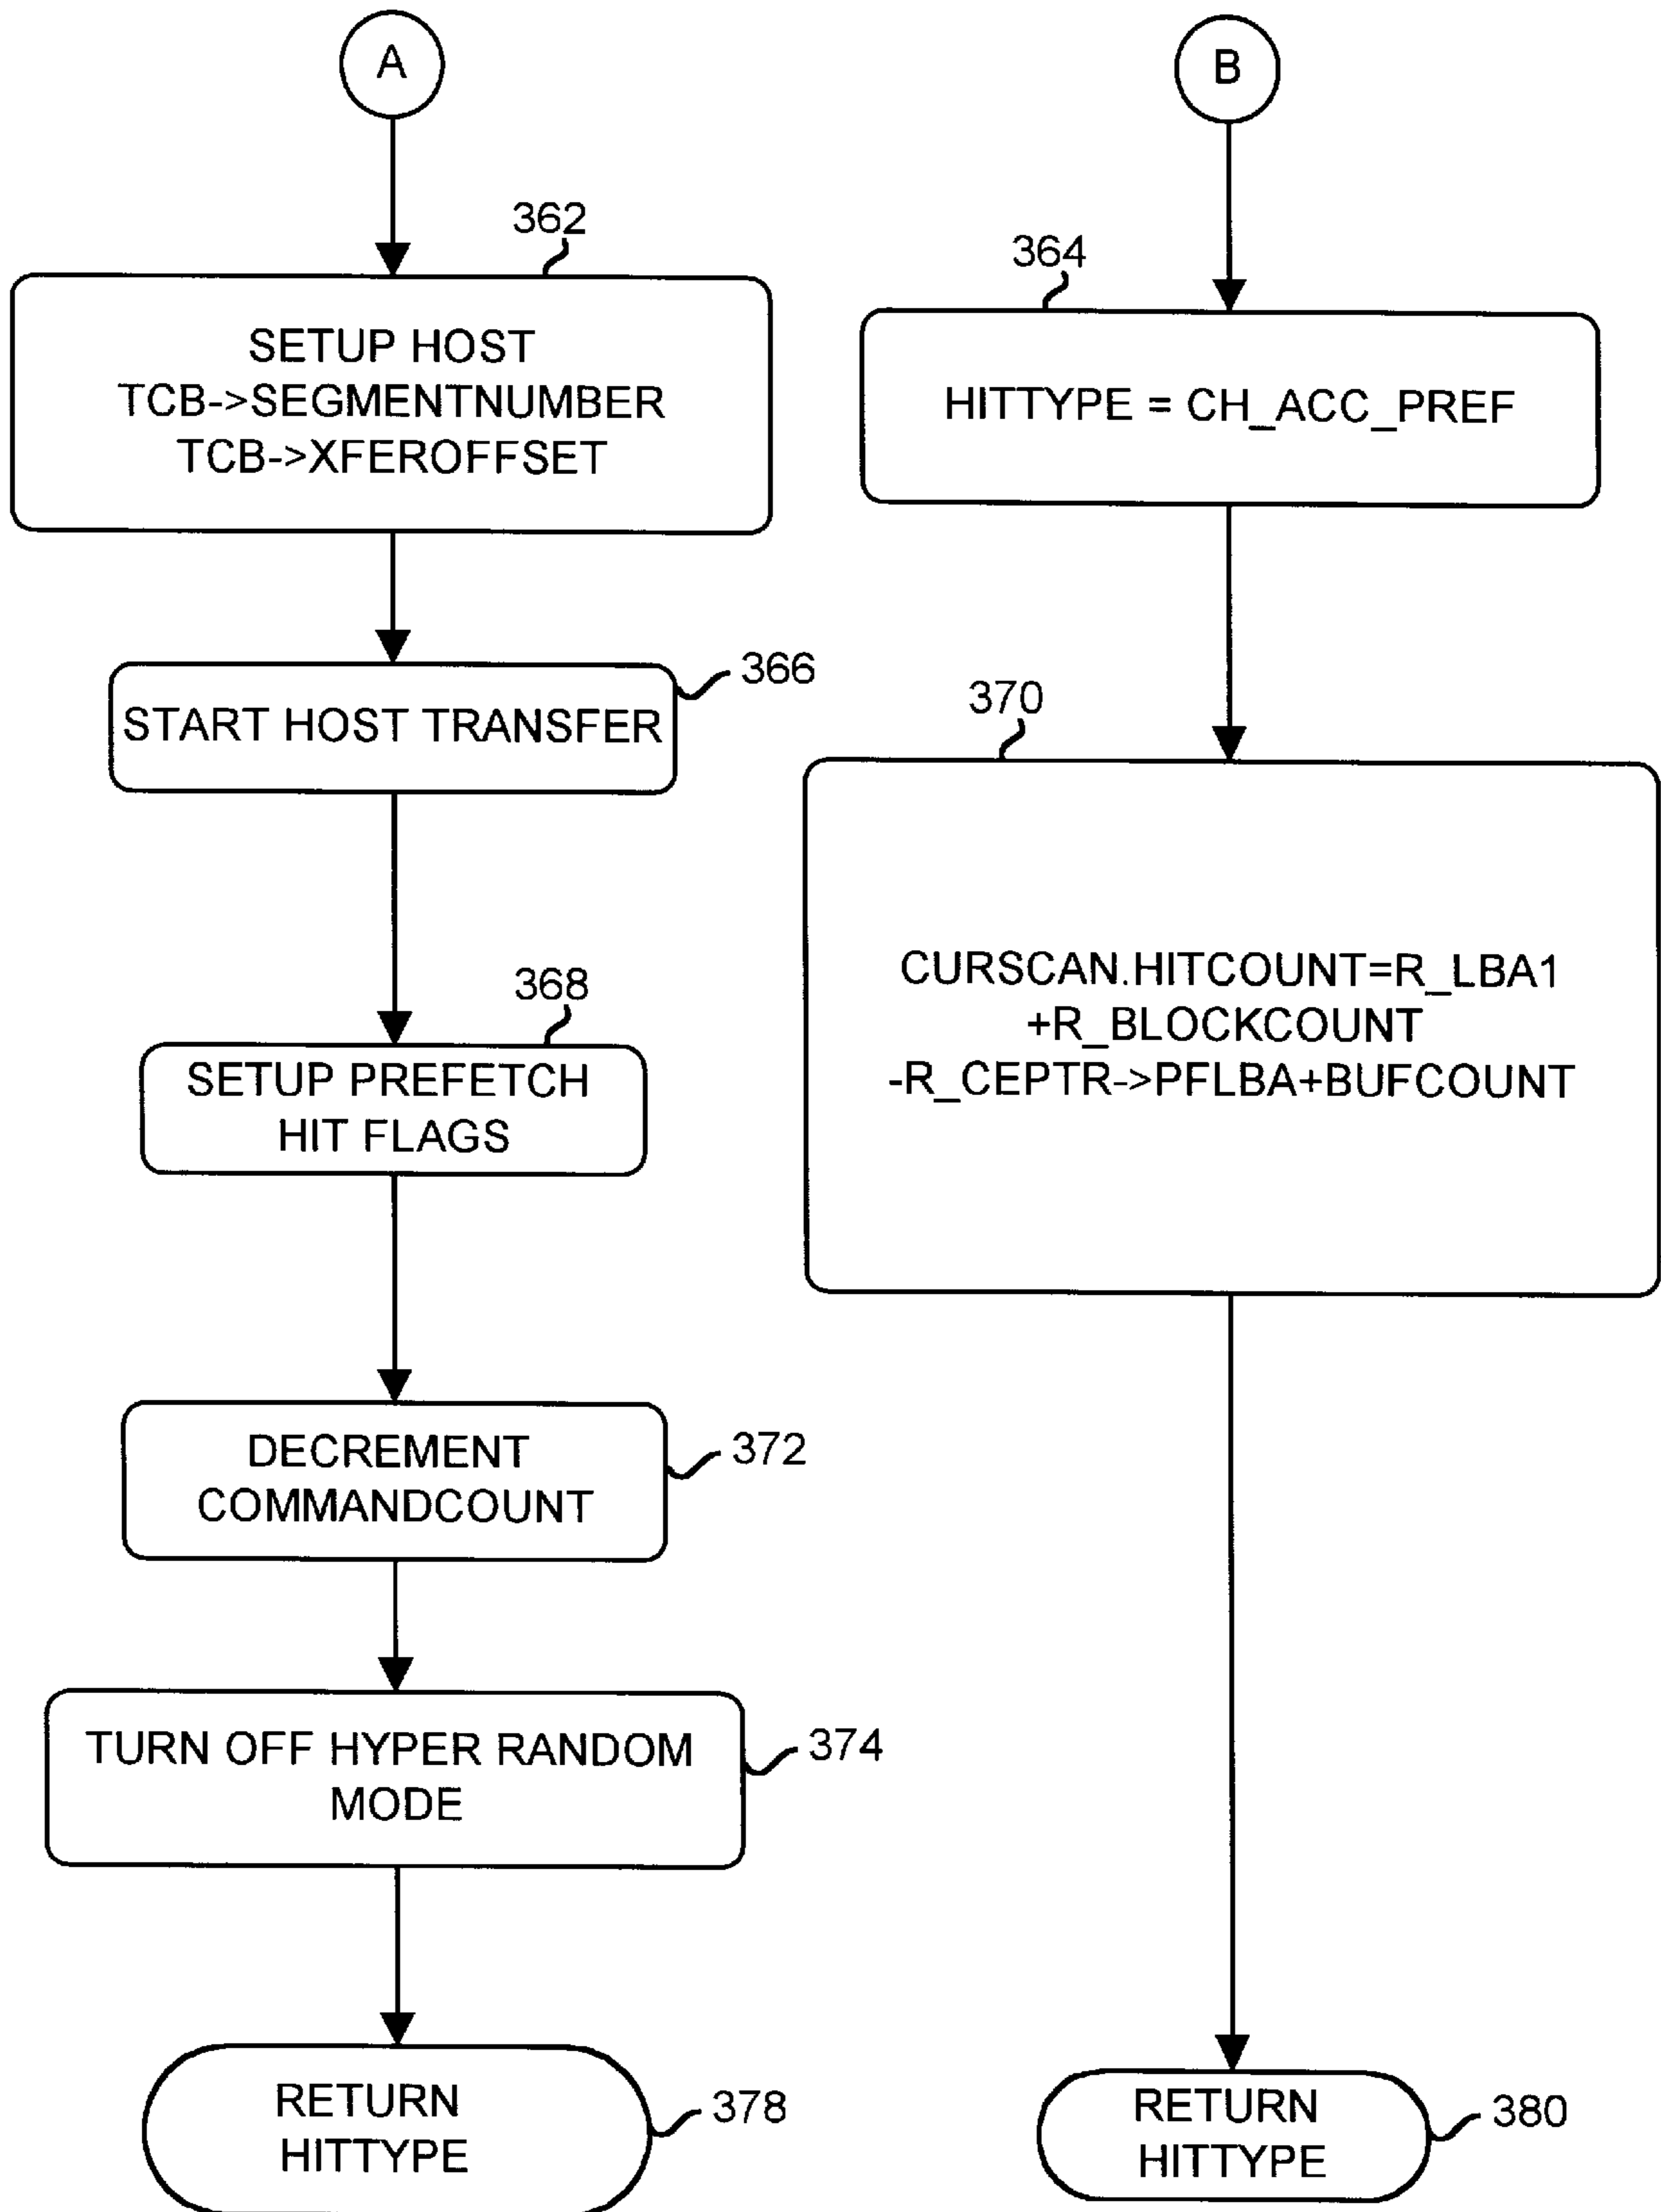 A
362
SETUP HOST
TCB->SEGMENTNUMBER
TCB->XFEROFFSET
366
START HOST TRANSFER
368
SETUP PREFETCH
HIT FLAGS
372
DECREMENT
COMMANDCOUNT
374
TURN OFF HYPER RANDOM
MODE
378
RETURN
HITTYPE
B
364
HITTYPE = CH_ACC_PREF
370
CURSCAN.HITCOUNT=R_LBA1
+R_BLOCKCOUNT
-R_CEPTR->PFLBA+BUFCOUNT
380
RETURN
HITTYPE